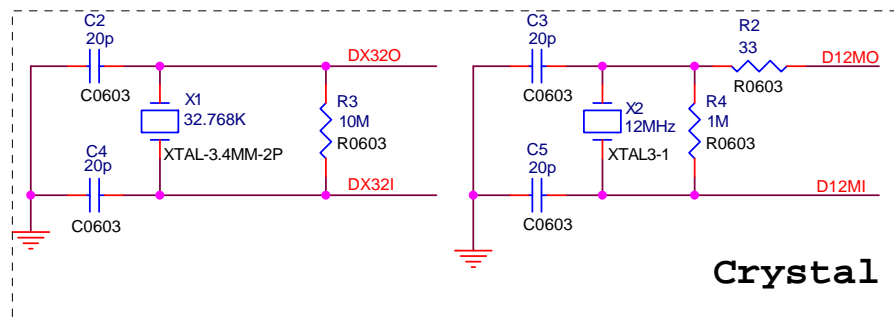 C2
20p
C0603
DX32O
X1
32.768K
XTAL-3.4MM-2P
R3
10M
R0603
C4
20p
C0603
DX32I
C3
20p
C0603
R2
33
R0603
D12MO
X2
12MHz
XTAL3-1
R4
1M
R0603
C5
20p
C0603
D12MI
Crystal